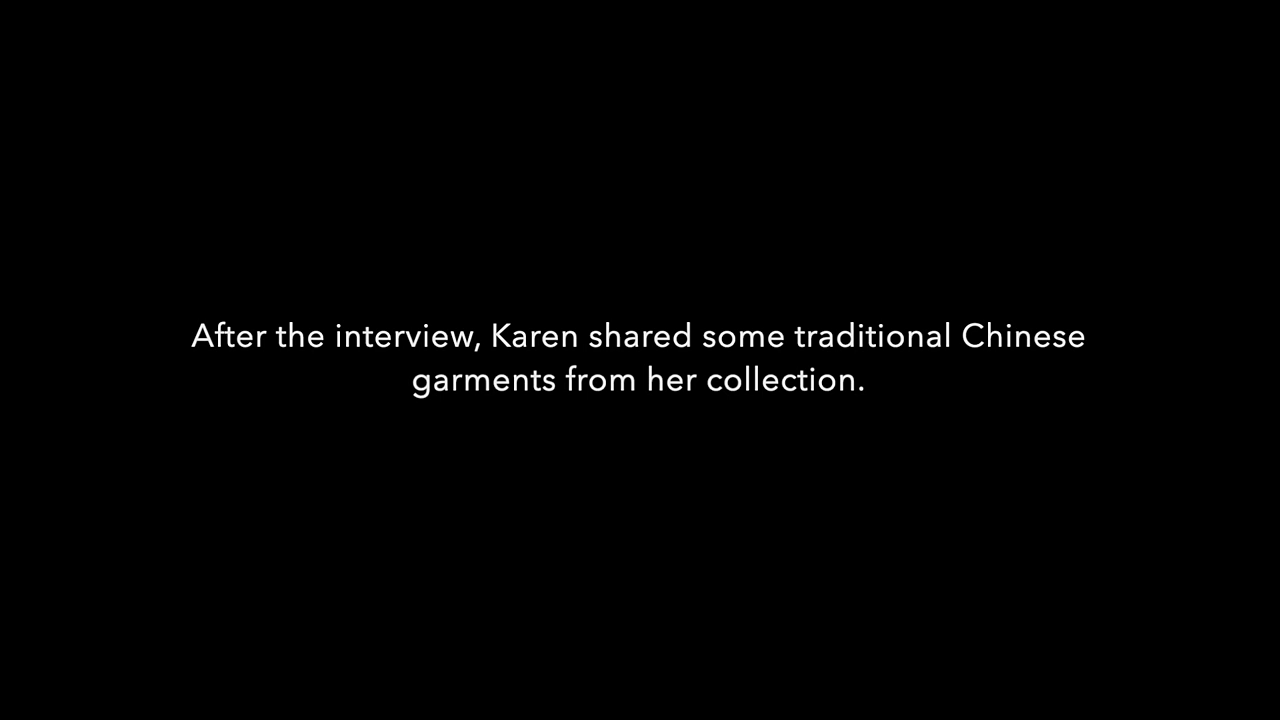 After the interview, Karen shared some traditional Chinese
garments from her collection.